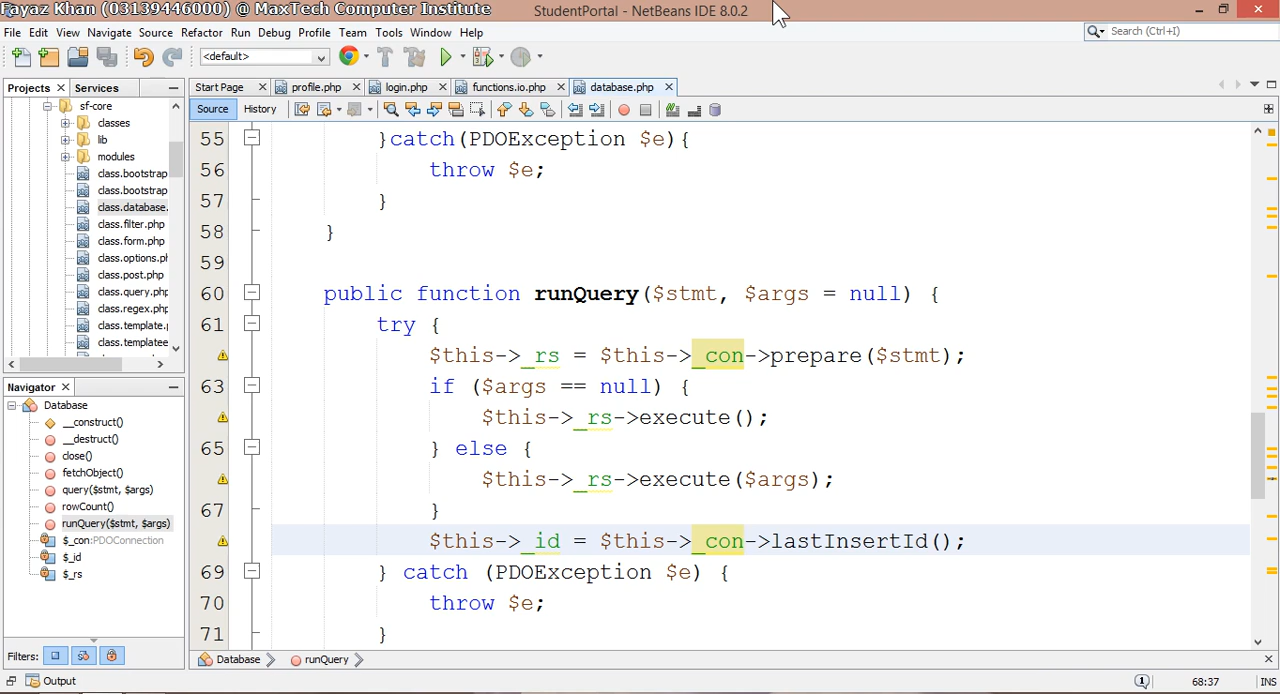 Fayaz Khan (03139446000) @ MaxTech Computer Institute
StudentPortal - NetBeans IDE 8.0.2
File Edit View Navigate Source Refactor Run Debug Profile Team Tools Window Help
Search (Ctrl+I)
<default>
Projects Services
Start Page profile.php login.php functions.io.php database.php
Source History
sf-core
classes
lib
modules
class.bootstrap
class.bootstrap
class.database.
class.filter.php
class.form.php
class.options.ph
class.post.php
class.query.php
class.regex.php
class.template.p
class.templatee
Navigator
Database
__construct()
__destruct()
close()
fetchObject()
query($stmt, $args)
rowCount()
runQuery($stmt, $args)
$_con:PDOConnection
$_id
$_rs
Filters:
55 }catch(PDOException $e){
56 throw $e;
57 }
58 }
59
60 public function runQuery($stmt, $args = null) {
61 try {
$this->_rs = $this->_con->prepare($stmt);
63 if ($args == null) {
$this->_rs->execute();
65 } else {
$this->_rs->execute($args);
67 }
$this->_id = $this->_con->lastInsertId();
69 } catch (PDOException $e) {
70 throw $e;
71 }
Database runQuery
Output
1
68:37
INS